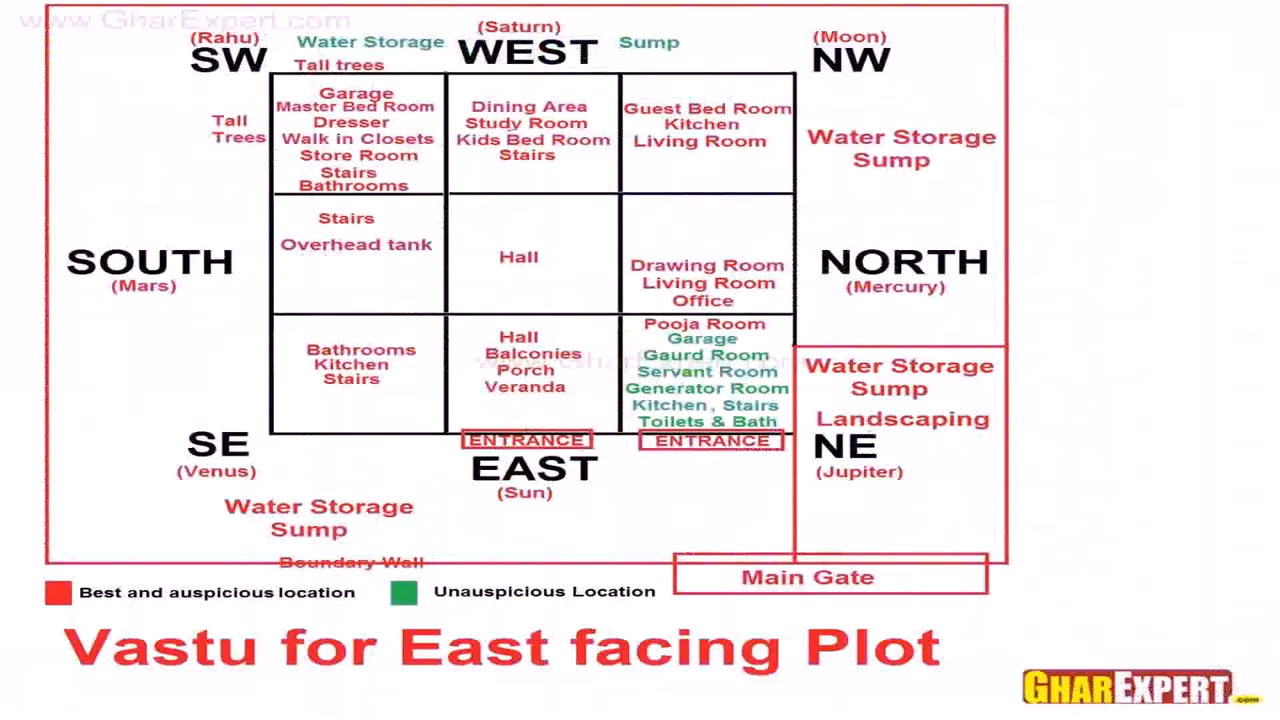 www.GharExpert.com
(Rahu)
SW
Water Storage
Tall trees
(Saturn)
WEST
Sump
(Moon)
NW
Tall
Trees
Garage
Master Bed Room
Dresser
Walk in Closets
Store Room
Stairs
Bathrooms
Dining Area
Study Room
Kids Bed Room
Stairs
Guest Bed Room
Kitchen
Living Room
Water Storage
Sump
SOUTH
(Mars)
Stairs
Overhead tank
Hall
Drawing Room
Living Room
Office
NORTH
(Mercury)
Bathrooms
Kitchen
Stairs
Hall
Balconies
Porch
Veranda
Pooja Room
Garage
Gaurd Room
Servant Room
Generator Room
Kitchen, Stairs
Toilets & Bath
Water Storage
Sump
Landscaping
NE
(Jupiter)
SE
(Venus)
ENTRANCE
ENTRANCE
EAST
(Sun)
Water Storage
Sump
Boundary Wall
Main Gate
Best and auspicious location
Unauspicious Location
Vastu for East facing Plot
GHAREXPERT.com